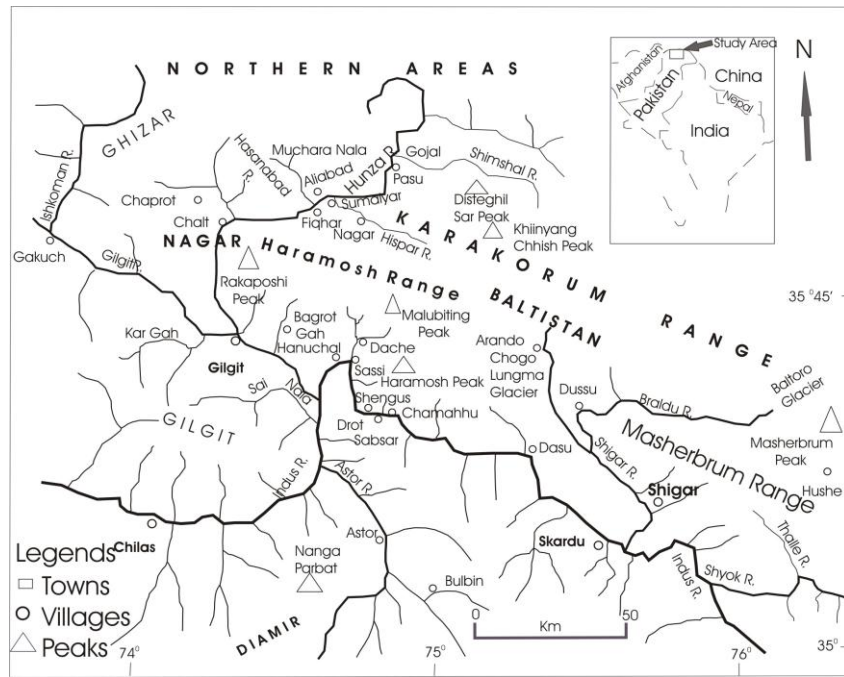 Study Area
N
Afghanistan
China
Pakistan
Nepal
India
NORTHERN AREAS
GHIZAR
Ishkoman R.
Hasanabad R.
Muchara Nala
Aliabad
Hunza R.
Gojal
Shimshal R.
Pasu
Chaprot
Sumaiyar
Disteghil
Sar Peak
Chalt
Fiqhar
Nagar
Hispar R.
Khiinyang
Chhish Peak
KARAKORUM RANGE
Gakuch
GilgitR.
NAGAR
Haramosh Range
BALTISTAN
Rakaposhi
Peak
35 °45'
Malubiting
Peak
Bagrot
Gah
Kar Gah
Hanuchal
Dache
Arando
Chogo
Lungma
Glacier
Gilgit
Sassi
Haramosh Peak
Baltoro
Glacier
Sai Nala
Shengus
Chamahhu
Dussu
Braldu R.
GILGIT
Drot
Sabsar
Masherbrum
Peak
Masherbrum Range
Dasu
Shigar R.
Hushe
Indus R.
Astor R.
Shigar
Chilas
Astor
Skardu
Thalle R.
Nanga
Parbat
Bulbin
Indus R.
Shyok R.
Legends
Towns
Villages
Peaks
DIAMIR
0
50
Km
74°
75°
76°
35°